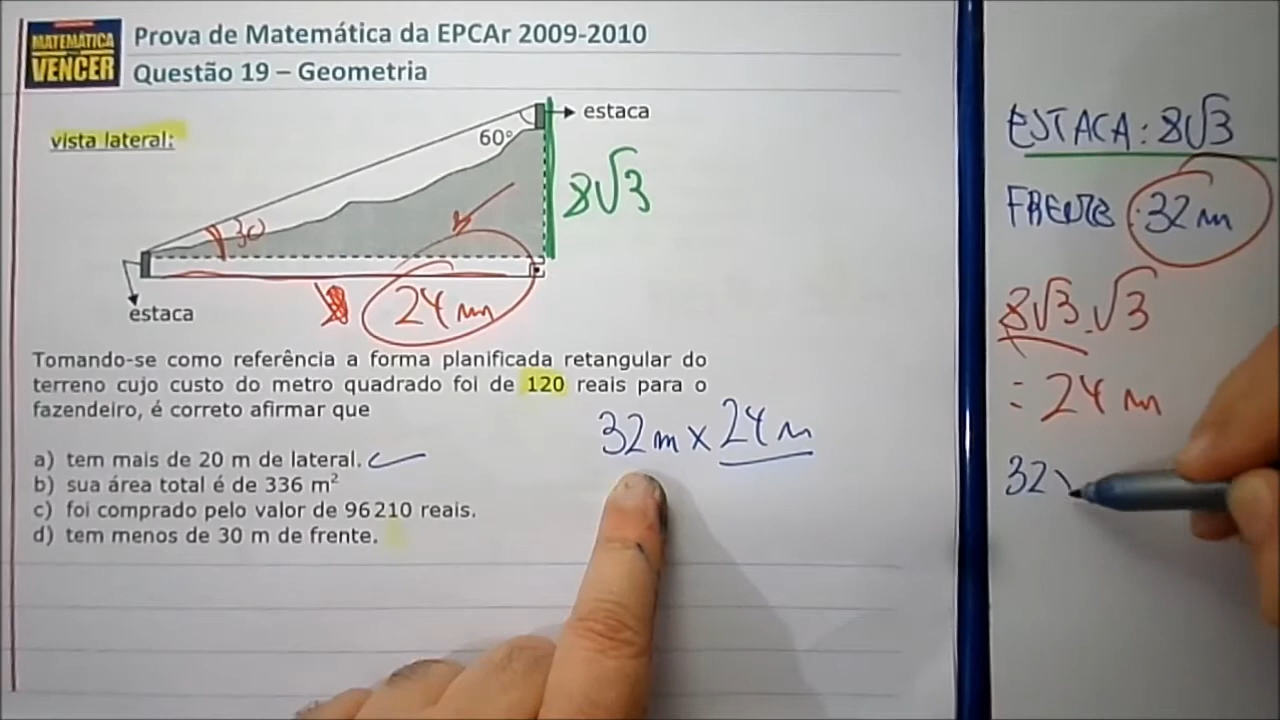 MATEMÁTICA
VENCER
Prova de Matemática da EPCAr 2009-2010
Questão 19 – Geometria
vista lateral:
estaca
60°
8√3
30
24 m
estaca
Tomando-se como referência a forma planificada retangular do
terreno cujo custo do metro quadrado foi de 120 reais para o
fazendeiro, é correto afirmar que
32 m x 24 m
a) tem mais de 20 m de lateral.
b) sua área total é de 336 m²
c) foi comprado pelo valor de 96210 reais.
d) tem menos de 30 m de frente.
ESTACA: 8√3
FRENTE: 32 m
8√3 . √3
= 24 m
32